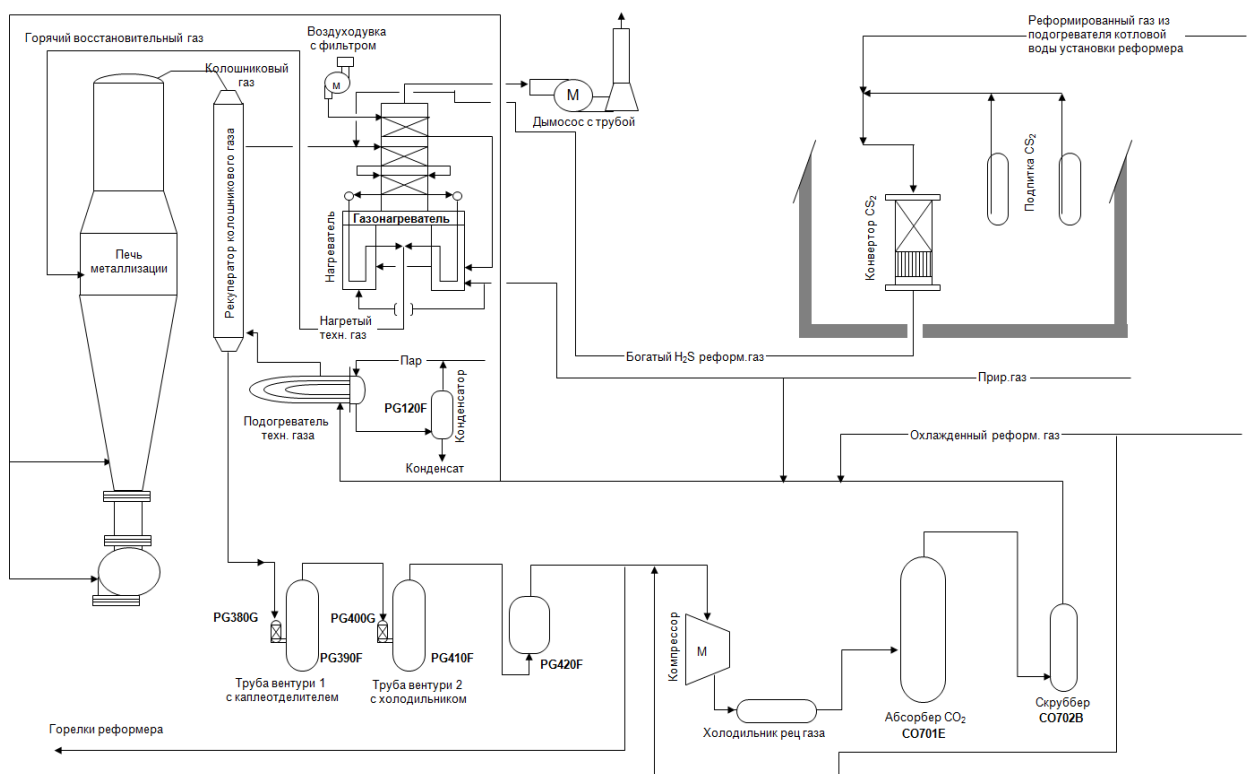 Горячий восстановительный газ
Воздуходувка
с фильтром
Реформированный газ из
подогревателя котловой
воды установки реформера
Колошниковый
газ
м
М
Дымосос с трубой
Рекуператор колошникового газа
Подпитка CS2
Конвертор CS2
Газонагреватель
Нагреватель
Печь
металлизации
Нагретый
техн. газ
Богатый H2S реформ.газ
Пар
Прир.газ
PG120F
Конденсатор
Подогреватель
техн. газа
Охлажденный реформ. газ
Конденсат
PG380G
PG400G
Компрессор
М
PG390F
PG410F
PG420F
Труба вентури 1
с каплеотделителем
Труба вентури 2
с холодильником
Скруббер
CO702B
Абсорбер CO2
CO701E
Горелки реформера
Холодильник рец газа